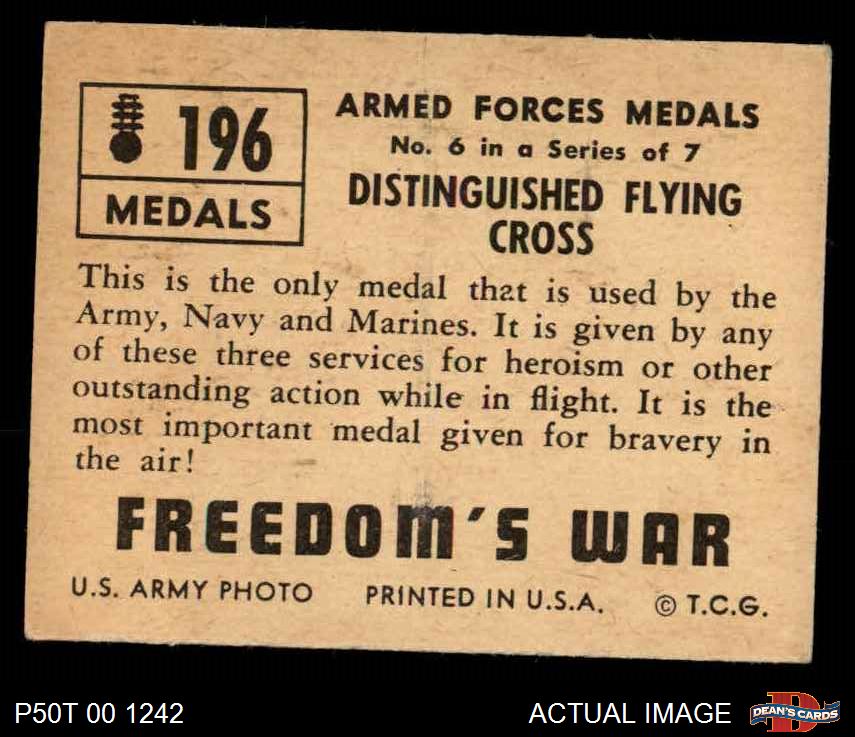 196
MEDALS
ARMED FORCES MEDALS
No. 6 in a Series of 7
DISTINGUISHED FLYING
CROSS
This is the only medal that is used by the
Army, Navy and Marines. It is given by any
of these three services for heroism or other
outstanding action while in flight. It is the
most important medal given for bravery in
the air!
FREEDOM'S WAR
U.S. ARMY PHOTO PRINTED IN U.S.A. © T.C.G.
P50T 00 1242 ACTUAL IMAGE DEAN'S CARDS